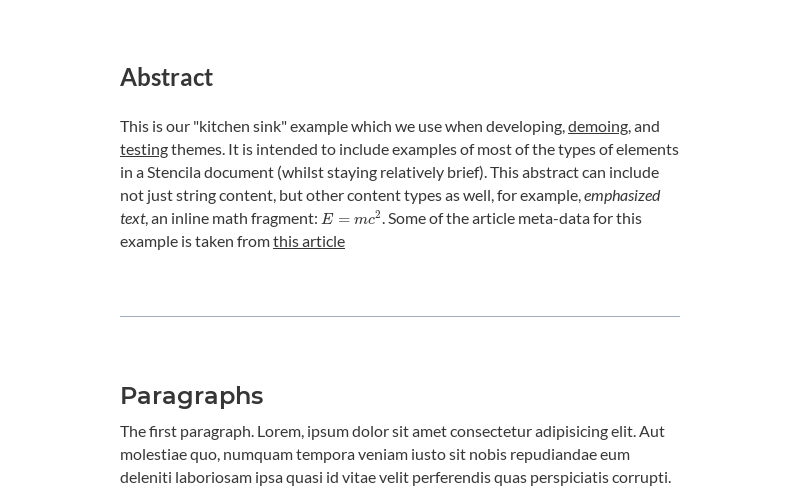 Abstract
This is our "kitchen sink" example which we use when developing, demoing, and
testing themes. It is intended to include examples of most of the types of elements
in a Stencila document (whilst staying relatively brief). This abstract can include
not just string content, but other content types as well, for example, emphasized
text, an inline math fragment: E = mc². Some of the article meta-data for this
example is taken from this article
Paragraphs
The first paragraph. Lorem, ipsum dolor sit amet consectetur adipisicing elit. Aut
molestiae quo, numquam tempora veniam iusto sit nobis repudiandae eum
deleniti laboriosam ipsa quasi id vitae velit perferendis quas perspiciatis corrupti.